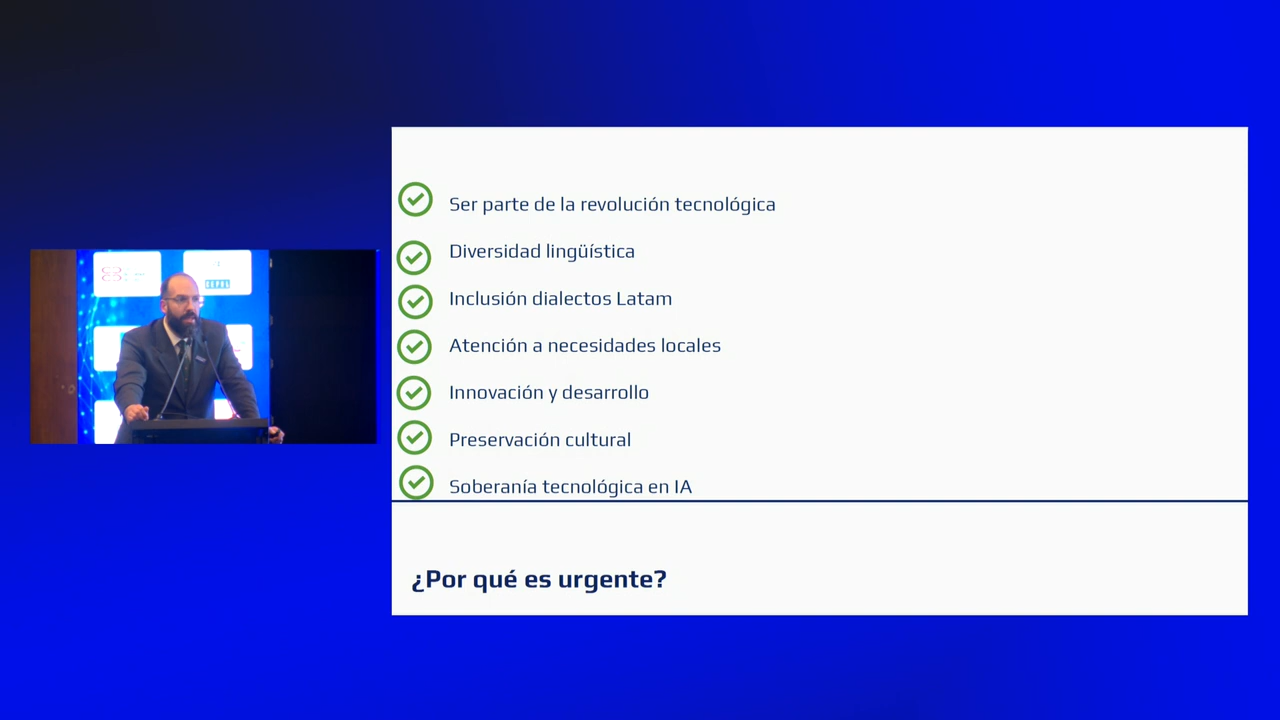 Ser parte de la revolución tecnológica
Diversidad lingüística
Inclusión dialectos Latam
Atención a necesidades locales
Innovación y desarrollo
Preservación cultural
Soberanía tecnológica en IA
¿Por qué es urgente?